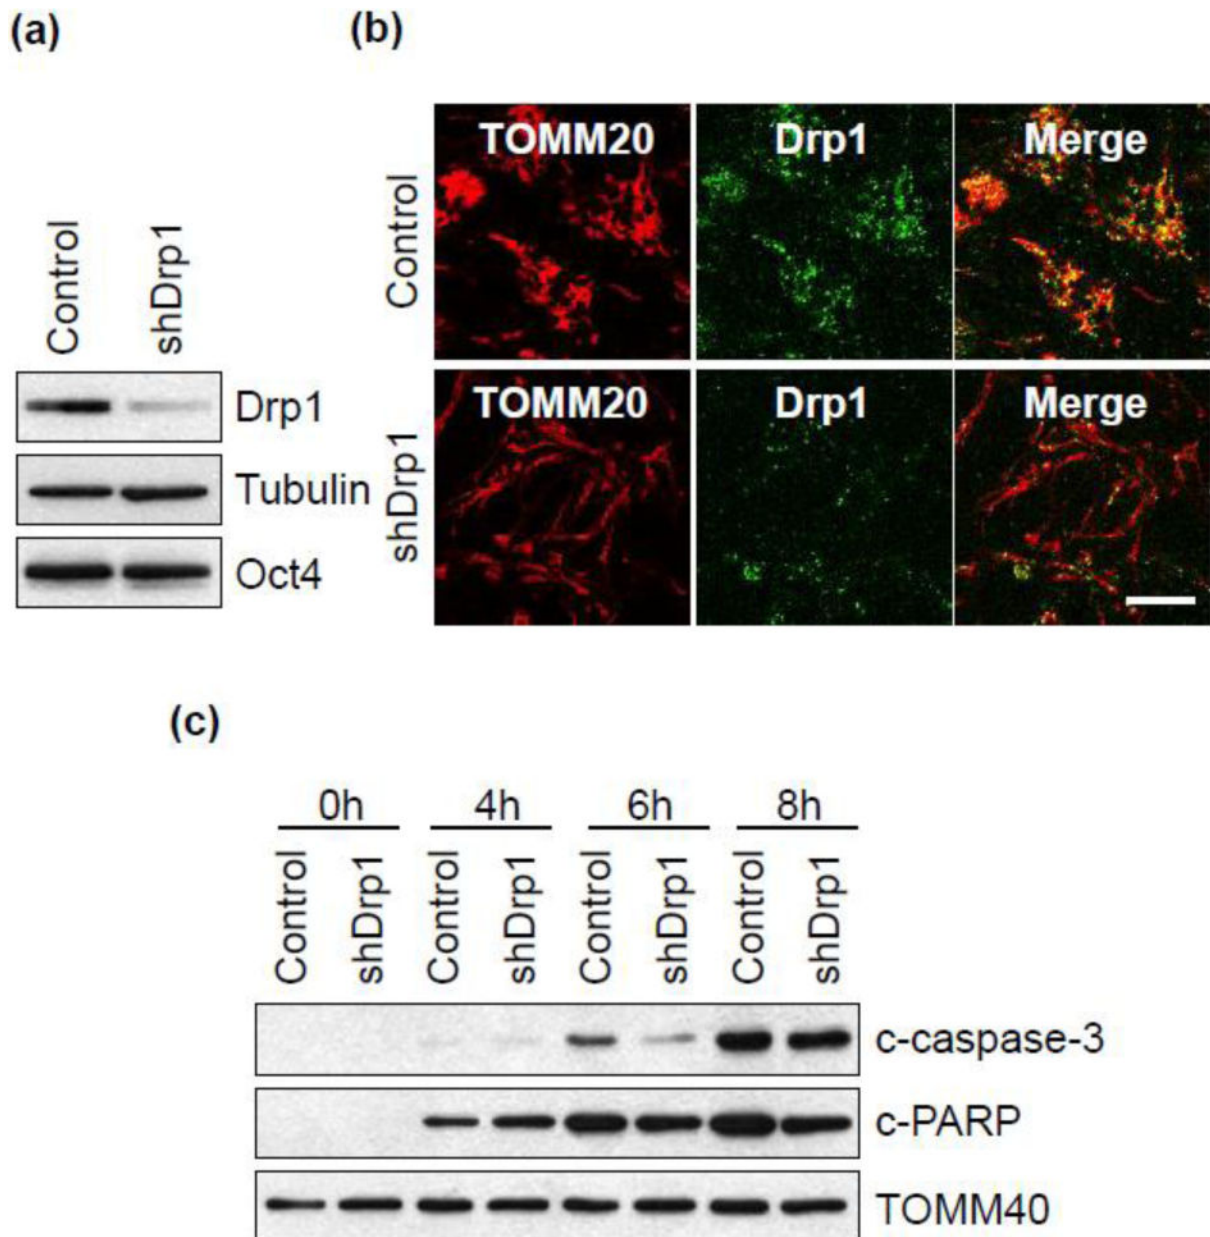 (a)
(b)
Control
shDrp1
Drp1
Tubulin
Oct4
Control
TOMM20
Drp1
Merge
shDrp1
TOMM20
Drp1
Merge
(c)
0h 4h 6h 8h
Control shDrp1 Control shDrp1 Control shDrp1 Control shDrp1
c-caspase-3
c-PARP
TOMM40